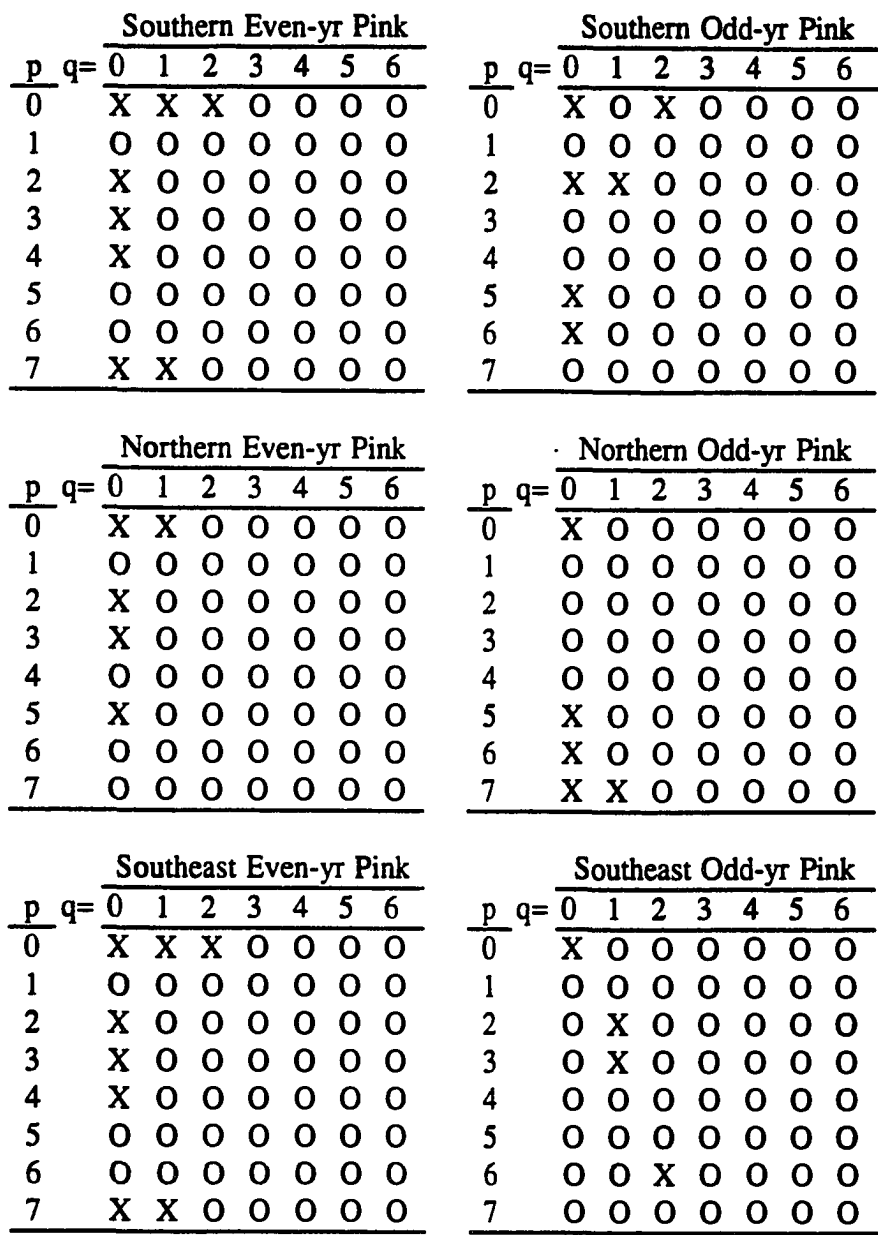 Southern Even-yr Pink
p q= 0 1 2 3 4 5 6
0 X X X O O O O
1 O O O O O O O
2 X O O O O O O
3 X O O O O O O
4 X O O O O O O
5 O O O O O O O
6 O O O O O O O
7 X X O O O O O
Southern Odd-yr Pink
p q= 0 1 2 3 4 5 6
0 X O X O O O O
1 O O O O O O O
2 X X O O O O O
3 O O O O O O O
4 O O O O O O O
5 X O O O O O O
6 X O O O O O O
7 O O O O O O O
Northern Even-yr Pink
p q= 0 1 2 3 4 5 6
0 X X O O O O O
1 O O O O O O O
2 X O O O O O O
3 X O O O O O O
4 O O O O O O O
5 X O O O O O O
6 O O O O O O O
7 O O O O O O O
Northern Odd-yr Pink
p q= 0 1 2 3 4 5 6
0 X O O O O O O
1 O O O O O O O
2 O O O O O O O
3 O O O O O O O
4 O O O O O O O
5 X O O O O O O
6 X O O O O O O
7 X X O O O O O
Southeast Even-yr Pink
p q= 0 1 2 3 4 5 6
0 X X X O O O O
1 O O O O O O O
2 X O O O O O O
3 X O O O O O O
4 X O O O O O O
5 O O O O O O O
6 O O O O O O O
7 X X O O O O O
Southeast Odd-yr Pink
p q= 0 1 2 3 4 5 6
0 X O O O O O O
1 O O O O O O O
2 O X O O O O O
3 O X O O O O O
4 O O O O O O O
5 O O O O O O O
6 O O X O O O O
7 O O O O O O O